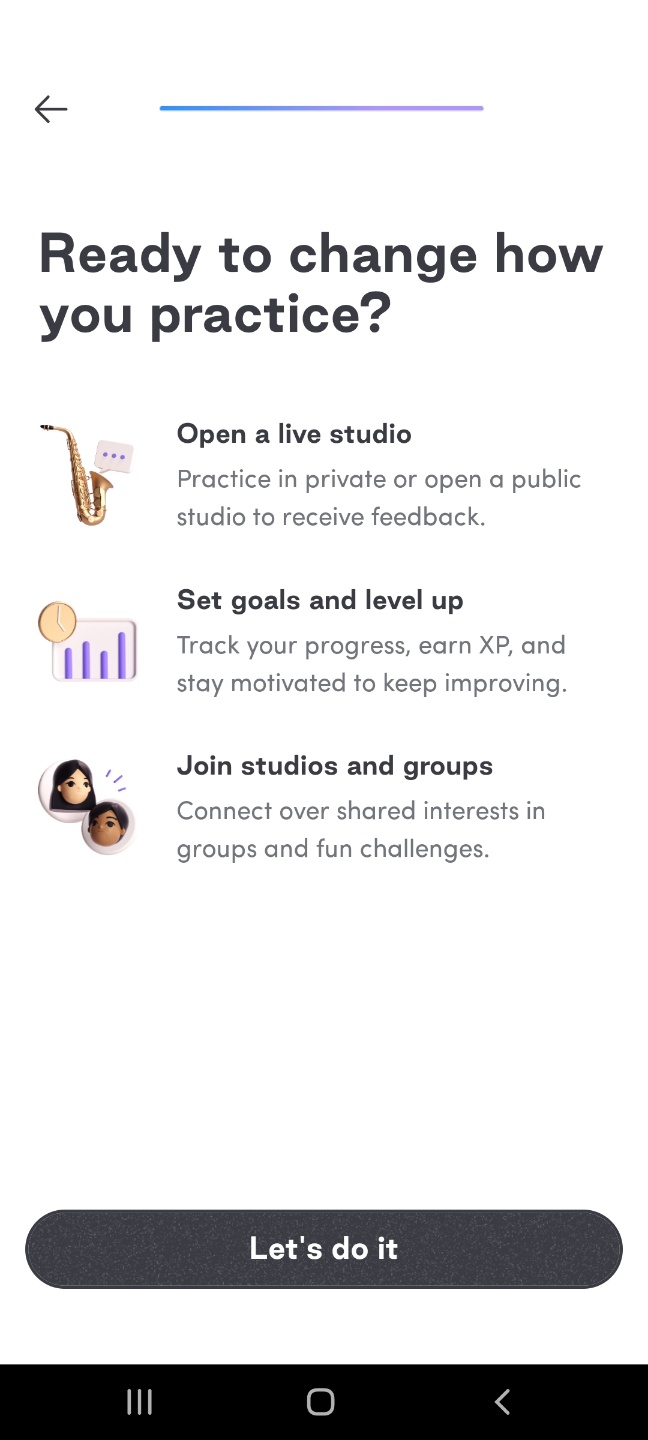 Ready to change how
you practice?
Open a live studio
Practice in private or open a public
studio to receive feedback.
Set goals and level up
Track your progress, earn XP, and
stay motivated to keep improving.
Join studios and groups
Connect over shared interests in
groups and fun challenges.
Let's do it